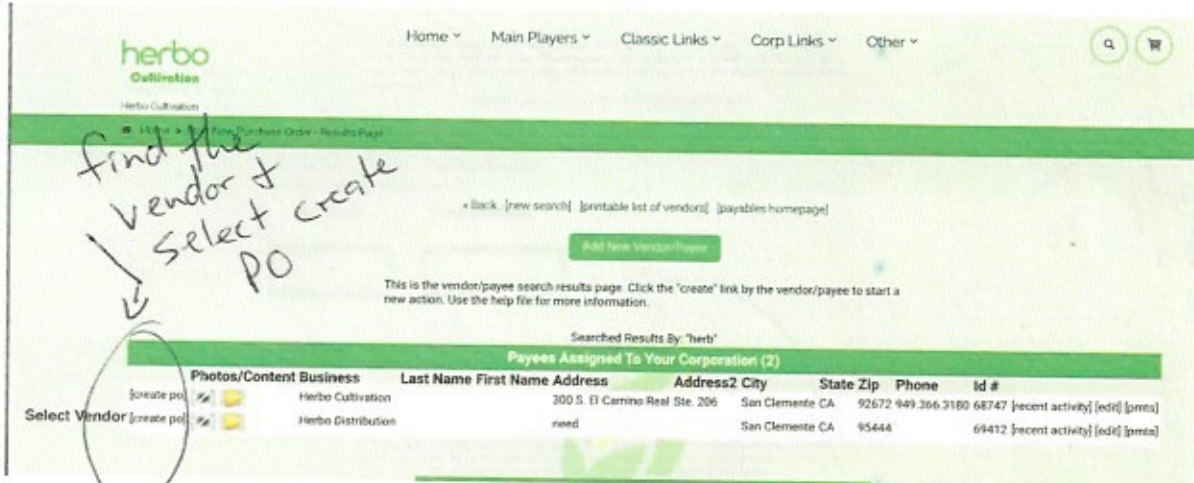 Home Main Players Classic Links Corp Links Other
herbo
Cultivation
Herbo Cultivation
Home » Start New Purchase Order - Results Page
find the
vendor &
select create
PO
« Back [new search] [printable list of vendors] [payables homepage]
Add New Vendor/Payee
This is the vendor/payee search results page. Click the "create" link by the vendor/payee to start a
new action. Use the help file for more information.
Searched Results By: "herb"
Payees Assigned To Your Corporation (2)
Photos/Content Business Last Name First Name Address Address2 City State Zip Phone Id #
[create po] Herbo Cultivation 300 S. El Camino Real Ste. 206 San Clemente CA 92672 949.366.3180 68747 [recent activity] [edit] [pmts]
Select Vendor [create po] Herbo Distribution need San Clemente CA 95444 69412 [recent activity] [edit] [pmts]